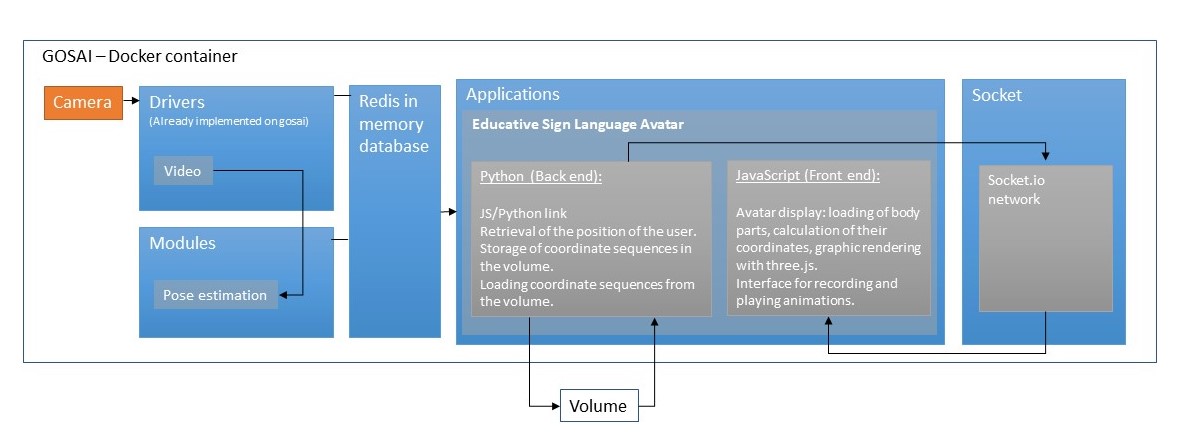 GOSAI – Docker container
Camera
Drivers
(Already implemented on gosai)
Video
Modules
Pose estimation
Redis in
memory
database
Applications
Educative Sign Language Avatar
Python (Back end):
JS/Python link
Retrieval of the position of the user.
Storage of coordinate sequences in
the volume.
Loading coordinate sequences from
the volume.
JavaScript (Front end):
Avatar display: loading of body
parts, calculation of their
coordinates, graphic rendering
with three.js.
Interface for recording and
playing animations.
Socket
Socket.io
network
Volume